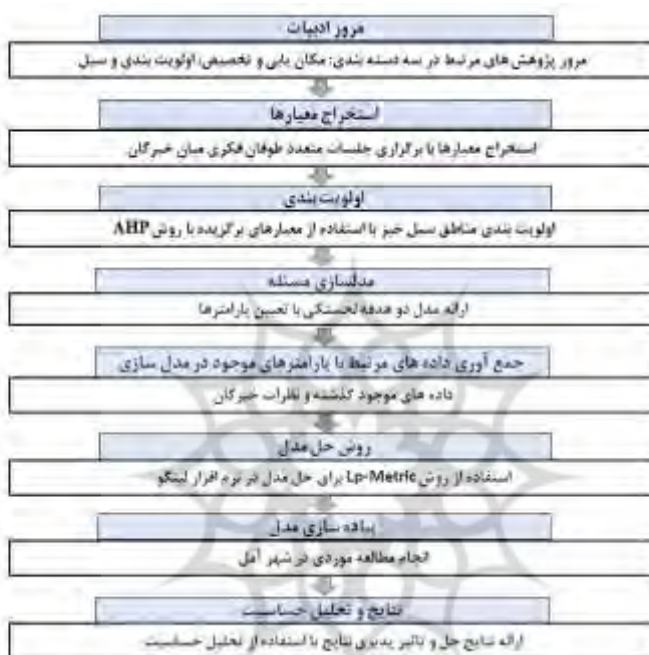 مرور ادبیات
مرور پژوهش های مرتبط در سه دسته بندی: مکان یابی و تخصیص، اولویت بندی و سیل
استخراج معیارها
استخراج معیارها با برگزاری جلسات متعدد طوفان فکری میان خبرگان
اولویت بندی
اولویت بندی مناطق سیل خیز با استفاده از معیارهای برگزیده با روش AHP
مدلسازی مسئله
ارائه مدل دو هدفه لجستیکی با تعیین پارامترها
جمع آوری داده های مرتبط با پارامترهای موجود در مدل سازی
داده های موجود گذشته و نظرات خبرگان
روش حل مدل
استفاده از روش Lp-Metric برای حل مدل در نرم افزار لینگو
پیاده سازی مدل
انجام مطالعه موردی در شهر آمل
نتایج و تحلیل حساسیت
ارائه نتایج حل و تاثیر پذیری نتایج با استفاده از تحلیل حساسیت